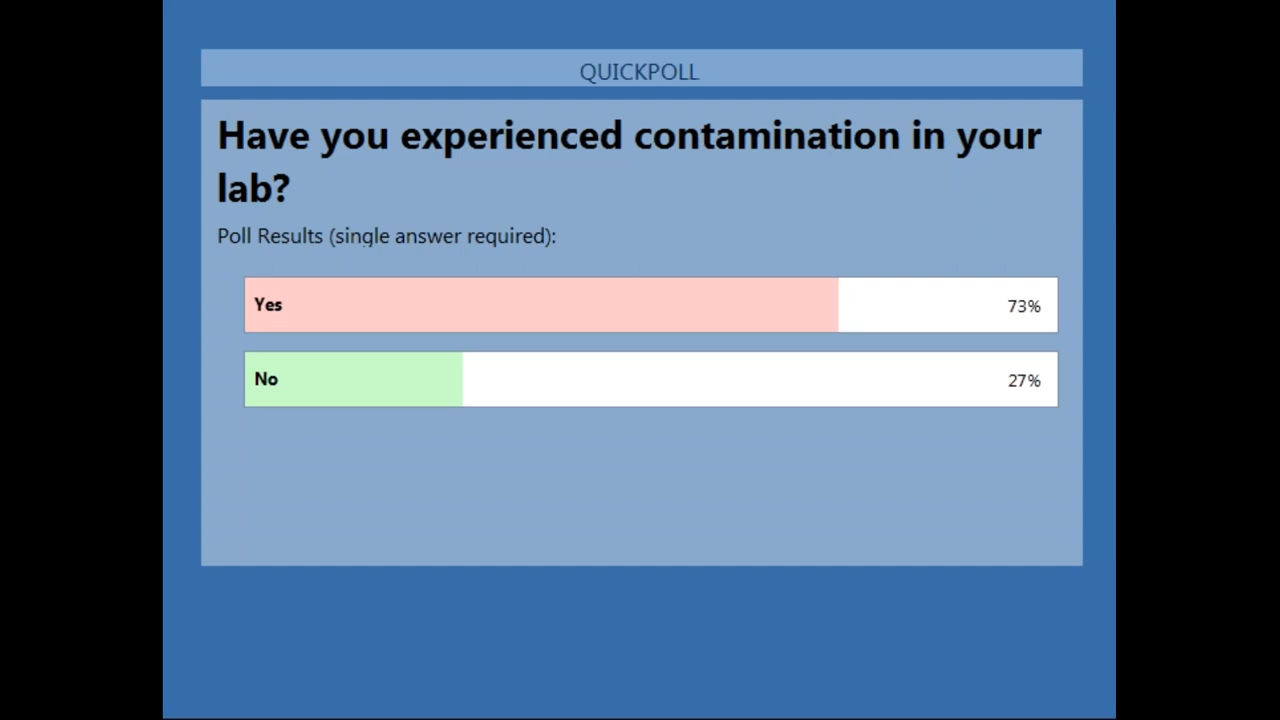 QUICKPOLL
Have you experienced contamination in your
lab?
Poll Results (single answer required):
Yes 73%
No 27%